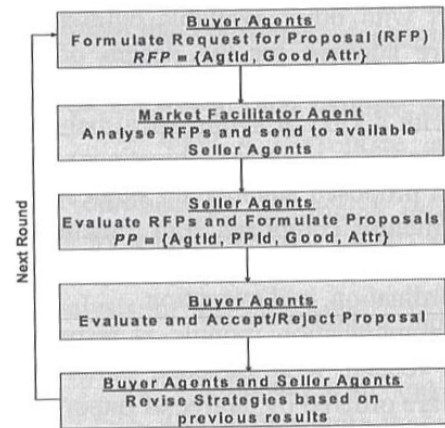 Buyer Agents
Formulate Request for Proposal (RFP)
RFP = {AgtId, Good, Attr}
Market Facilitator Agent
Analyse RFPs and send to available
Seller Agents
Seller Agents
Evaluate RFPs and Formulate Proposals
PP = {AgtId, PPId, Good, Attr}
Buyer Agents
Evaluate and Accept/Reject Proposal
Buyer Agents and Seller Agents
Revise Strategies based on
previous results
Next Round